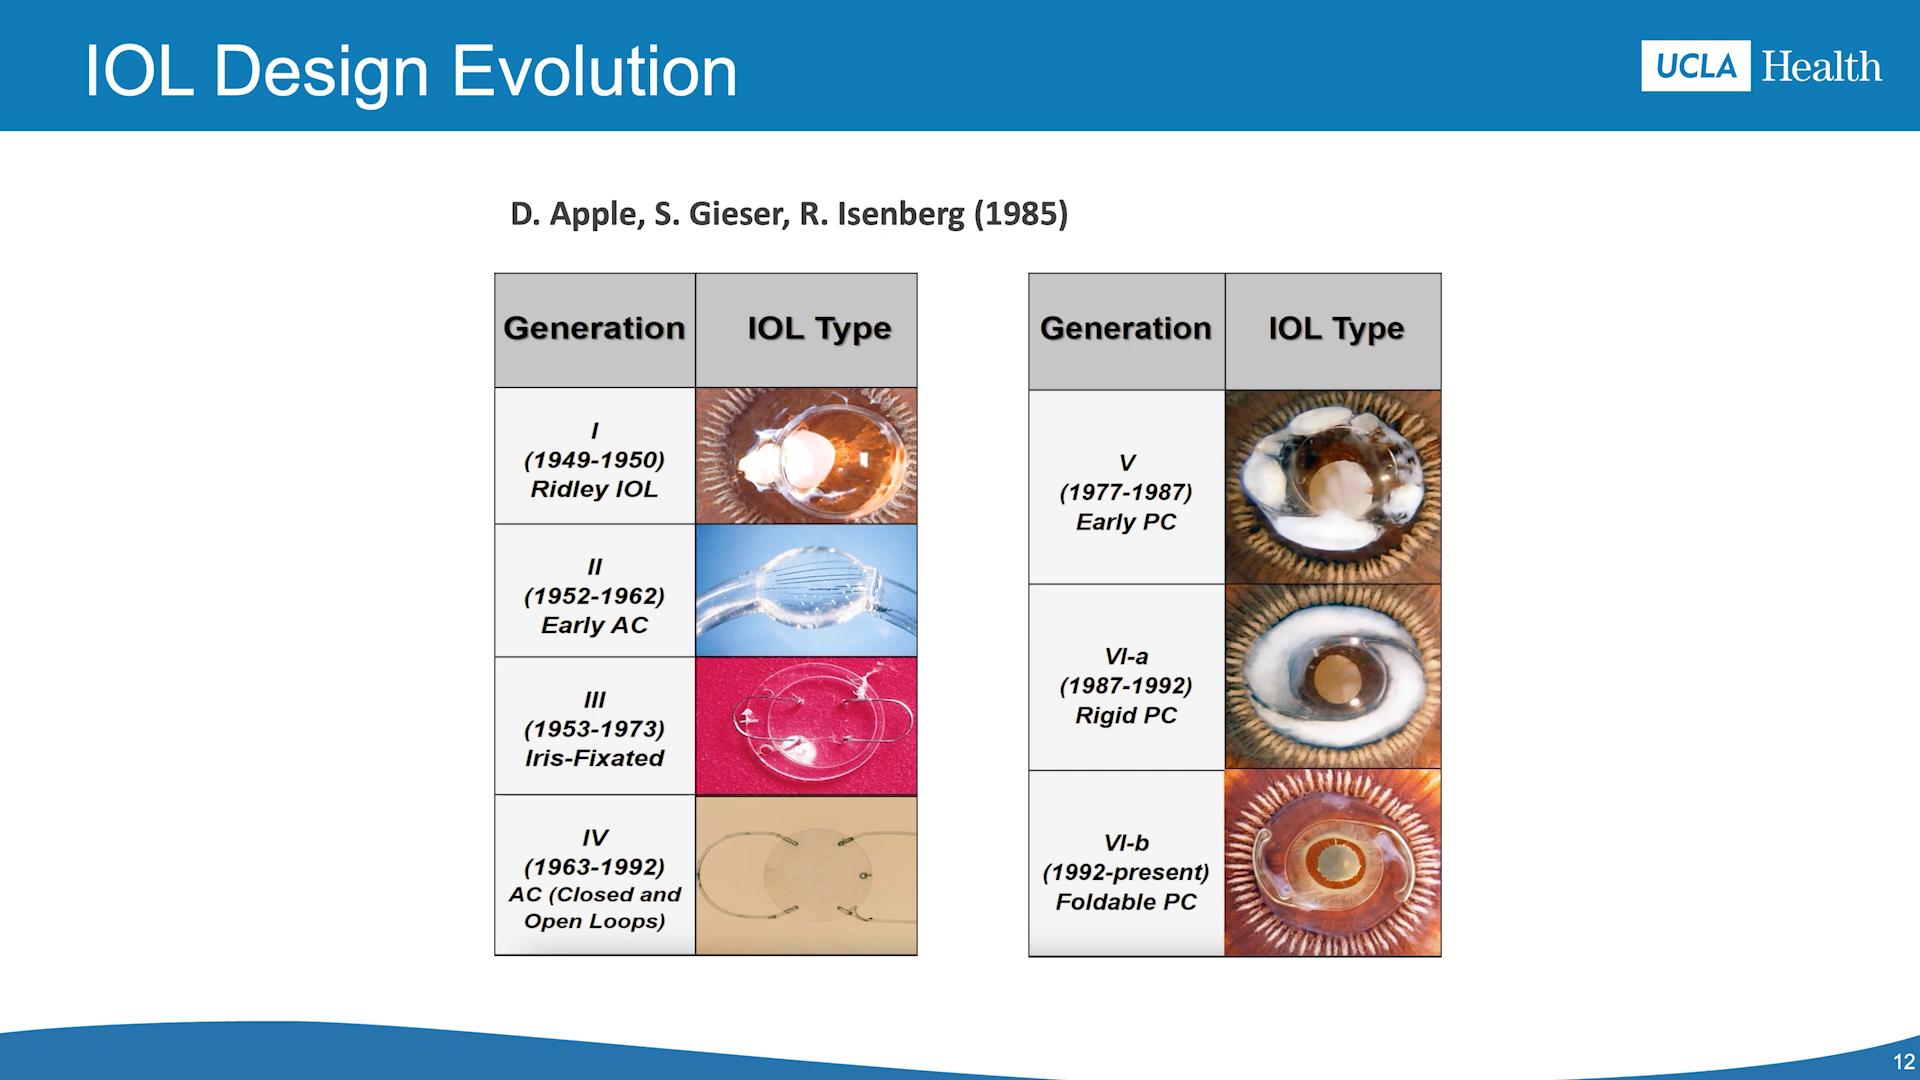 IOL Design Evolution
UCLA Health
D. Apple, S. Gieser, R. Isenberg (1985)
Generation
IOL Type
I
(1949-1950)
Ridley IOL
II
(1952-1962)
Early AC
III
(1953-1973)
Iris-Fixated
IV
(1963-1992)
AC (Closed and
Open Loops)
Generation
IOL Type
V
(1977-1987)
Early PC
VI-a
(1987-1992)
Rigid PC
VI-b
(1992-present)
Foldable PC
12